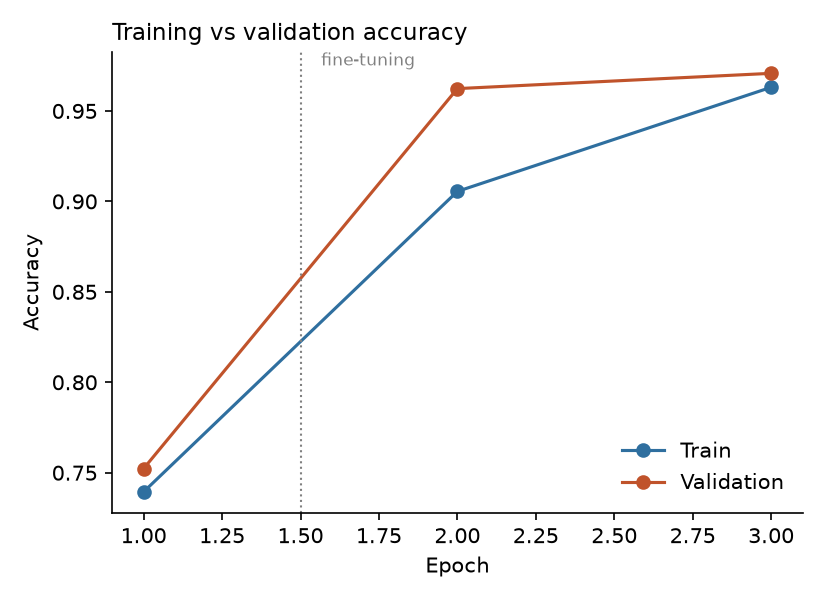 Training vs validation accuracy
fine-tuning
0.95
0.90
0.85
0.80
0.75
Accuracy
Train
Validation
1.00 1.25 1.50 1.75 2.00 2.25 2.50 2.75 3.00
Epoch